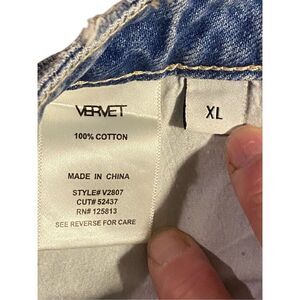 VERVET
100% COTTON
MADE IN CHINA
STYLE# V2807
CUT# 52437
RN# 125813
SEE REVERSE FOR CARE
XL